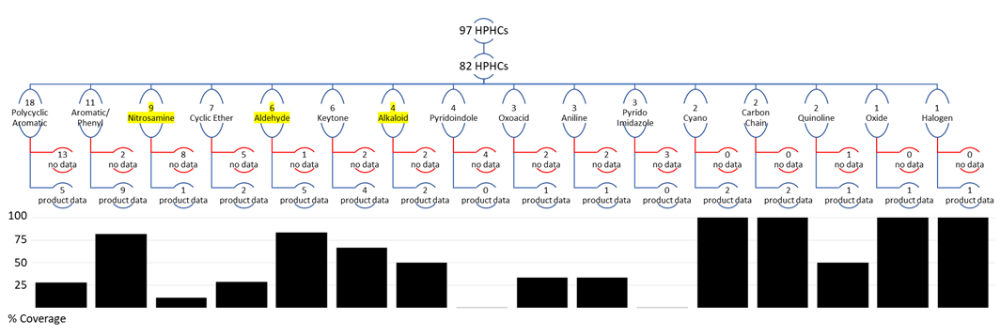 97 HPHCs
82 HPHCs
18
Polycyclic
Aromatic
11
Aromatic/
Phenyl
9
Nitrosamine
7
Cyclic Ether
6
Aldehyde
6
Ketone
4
Alkaloid
4
Pyridoindole
3
Oxoacid
3
Aniline
3
Pyrido
Imidazole
2
Cyano
2
Carbon
Chain
2
Quinoline
1
Oxide
1
Halogen
13
no data
2
no data
8
no data
5
no data
1
no data
2
no data
2
no data
4
no data
2
no data
2
no data
3
no data
0
no data
0
no data
1
no data
0
no data
0
no data
5
product data
9
product data
1
product data
2
product data
5
product data
4
product data
2
product data
0
product data
1
product data
1
product data
0
product data
2
product data
2
product data
1
product data
1
product data
1
product data
100
75
50
25
% Coverage